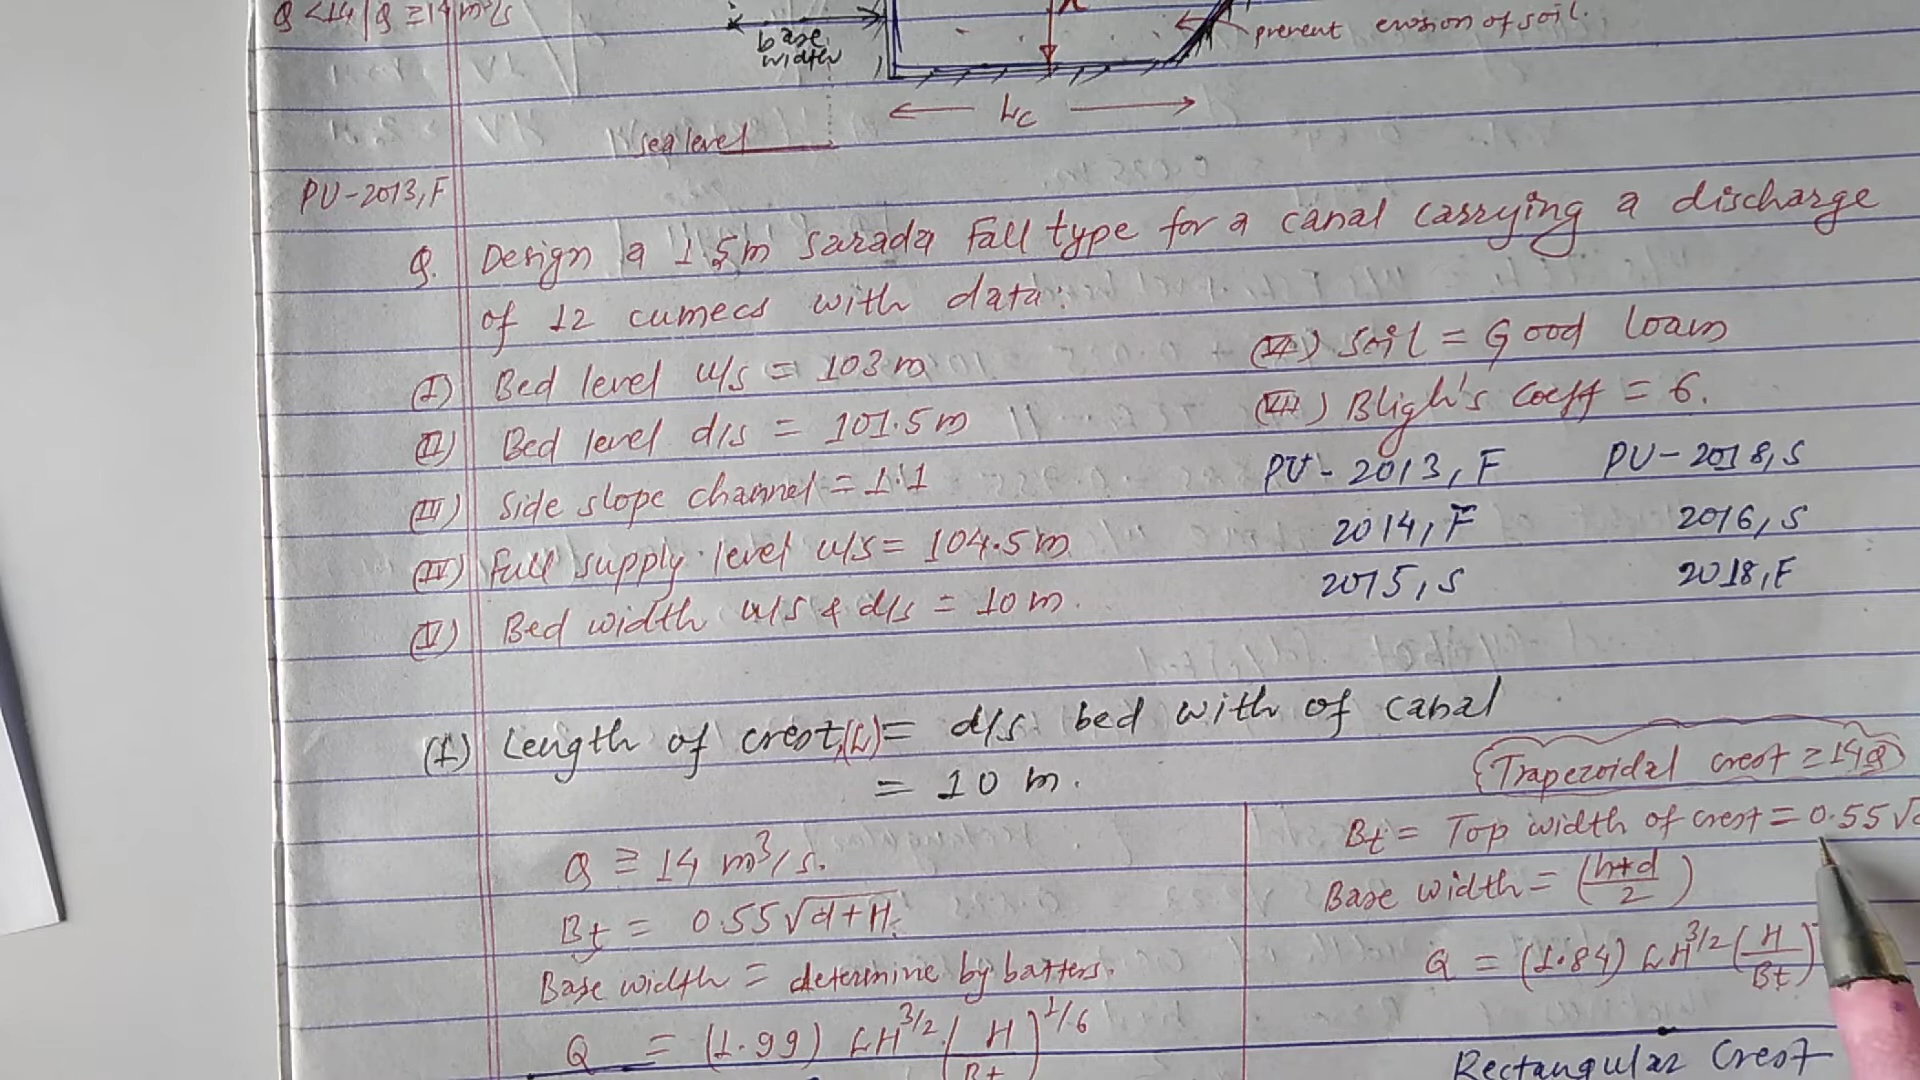 Q <14 / Q ≥14 m³/s
base
width
prevent erosion of soil.
Lc
sea level
PU-2013,F
Q. Design a 1.5m sarada Fall type for a canal carrying a discharge
of 12 cumecs with data:
(I) Bed level u/s = 103 m
(VI) Soil = Good loam
(II) Bed level d/s = 101.5m
(VII) Bligh's coeff = 6.
(III) Side slope channel = 1:1
PU-2013, F PU-2018, S
(IV) Full supply level u/s = 104.5m
2014, F 2016, S
(V) Bed width u/s & d/s = 10 m.
2015, S 2018, F
(1) Length of crest,(L) = d/s bed with of canal
= 10 m.
Trapezoidal crest ≥14Q
Q ≥ 14 m³/s.
Bt = Top width of crest = 0.55√
Bt = 0.55√d+H.
Base width = (h+d/2)
Base width = determine by batters.
Q = (1.84) LH^3/2 (H/Bt)
Q = (1.99) LH^3/2 (H/Bt)^1/6
Rectangular Crest